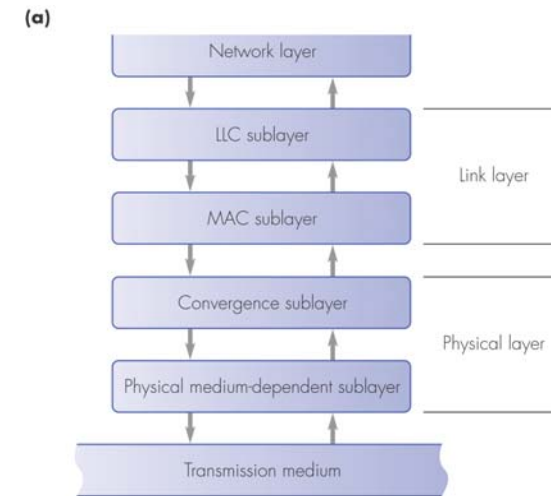 (a)
Network layer
LLC sublayer
Link layer
MAC sublayer
Convergence sublayer
Physical layer
Physical medium-dependent sublayer
Transmission medium